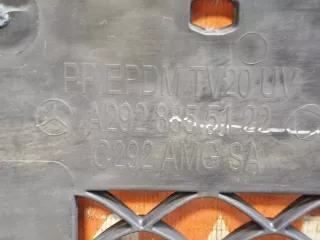 PP/EPDM TV20 UV
A292 885 51 22
C292 AMG SA